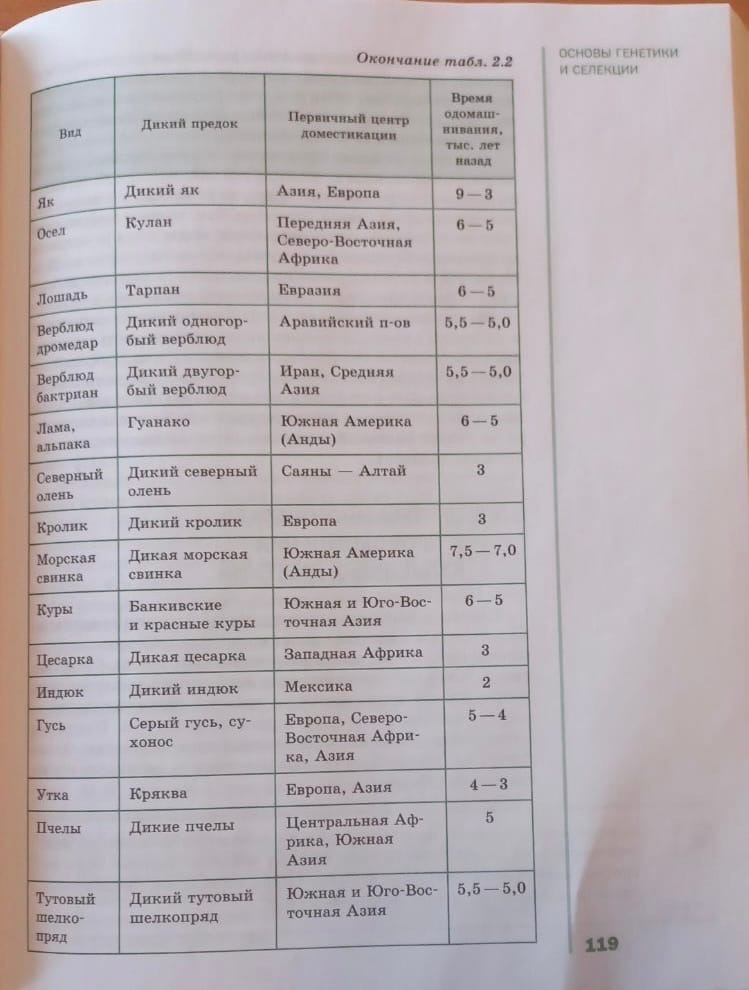 Окончание табл. 2.2
ОСНОВЫ ГЕНЕТИКИ
И СЕЛЕКЦИИ
Вид
Дикий предок
Первичный центр
доместикации
Время
одомаш-
нивания,
тыс. лет
назад
Як
Дикий як
Азия, Европа
9 — 3
Осел
Кулан
Передняя Азия,
Северо-Восточная
Африка
6 — 5
Лошадь
Тарпан
Евразия
6 — 5
Верблюд
дромедар
Дикий одногор-
бый верблюд
Аравийский п-ов
5,5 — 5,0
Верблюд
бактриан
Дикий двугор-
бый верблюд
Иран, Средняя
Азия
5,5 — 5,0
Лама,
альпака
Гуанако
Южная Америка
(Анды)
6 — 5
Северный
олень
Дикий северный
олень
Саяны — Алтай
3
Кролик
Дикий кролик
Европа
3
Морская
свинка
Дикая морская
свинка
Южная Америка
(Анды)
7,5 — 7,0
Куры
Банкивские
и красные куры
Южная и Юго-Вос-
точная Азия
6 — 5
Цесарка
Дикая цесарка
Западная Африка
3
Индюк
Дикий индюк
Мексика
2
Гусь
Серый гусь, су-
хонос
Европа, Северо-
Восточная Афри-
ка, Азия
5 — 4
Утка
Кряква
Европа, Азия
4 — 3
Пчелы
Дикие пчелы
Центральная Аф-
рика, Южная
Азия
5
Тутовый
шелко-
пряд
Дикий тутовый
шелкопряд
Южная и Юго-Вос-
точная Азия
5,5 — 5,0
119